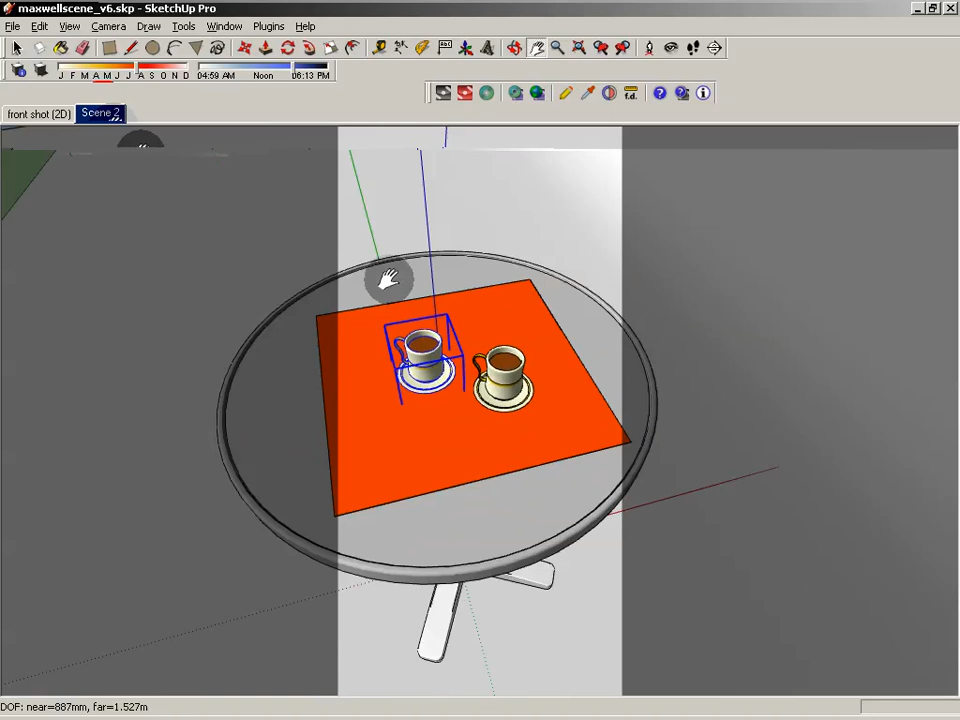 maxwellscene_v6.skp - SketchUp Pro
File Edit View Camera Draw Tools Window Plugins Help
J F M A M J J A S O N D 04:59 AM Noon 06:13 PM
f.d.
front shot (2D) Scene 2
DOF: near=887mm, far=1.527m